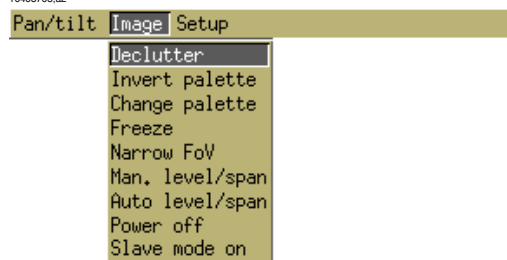 Pan/tilt Image Setup
Declutter
Invert palette
Change palette
Freeze
Narrow FoV
Man. level/span
Auto level/span
Power off
Slave mode on